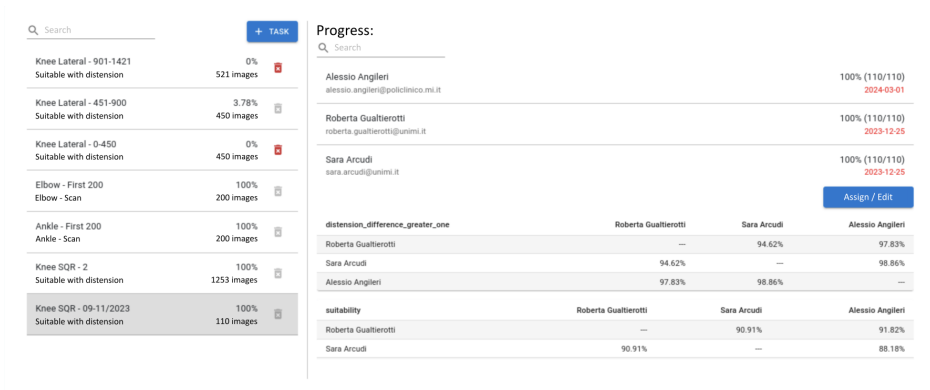 Search
+ TASK
Knee Lateral - 901-1421 0%
Suitable with distension 521 images
Knee Lateral - 451-900 3.78%
Suitable with distension 450 images
Knee Lateral - 0-450 0%
Suitable with distension 450 images
Elbow - First 200 100%
Elbow - Scan 200 images
Ankle - First 200 100%
Ankle - Scan 200 images
Knee SQR - 2 100%
Suitable with distension 1253 images
Knee SQR - 09-11/2023 100%
Suitable with distension 110 images
Progress:
Search
Alessio Angileri 100% (110/110)
alessio.angileri@policlinico.mi.it 2024-03-01
Roberta Gualtierotti 100% (110/110)
roberta.gualtierotti@unimi.it 2023-12-25
Sara Arcudi 100% (110/110)
sara.arcudi@unimi.it 2023-12-25
Assign / Edit
distension_difference_greater_one Roberta Gualtierotti Sara Arcudi Alessio Angileri
Roberta Gualtierotti — 94.62% 97.83%
Sara Arcudi 94.62% — 98.86%
Alessio Angileri 97.83% 98.86% —
suitability Roberta Gualtierotti Sara Arcudi Alessio Angileri
Roberta Gualtierotti — 90.91% 91.82%
Sara Arcudi 90.91% — 88.18%